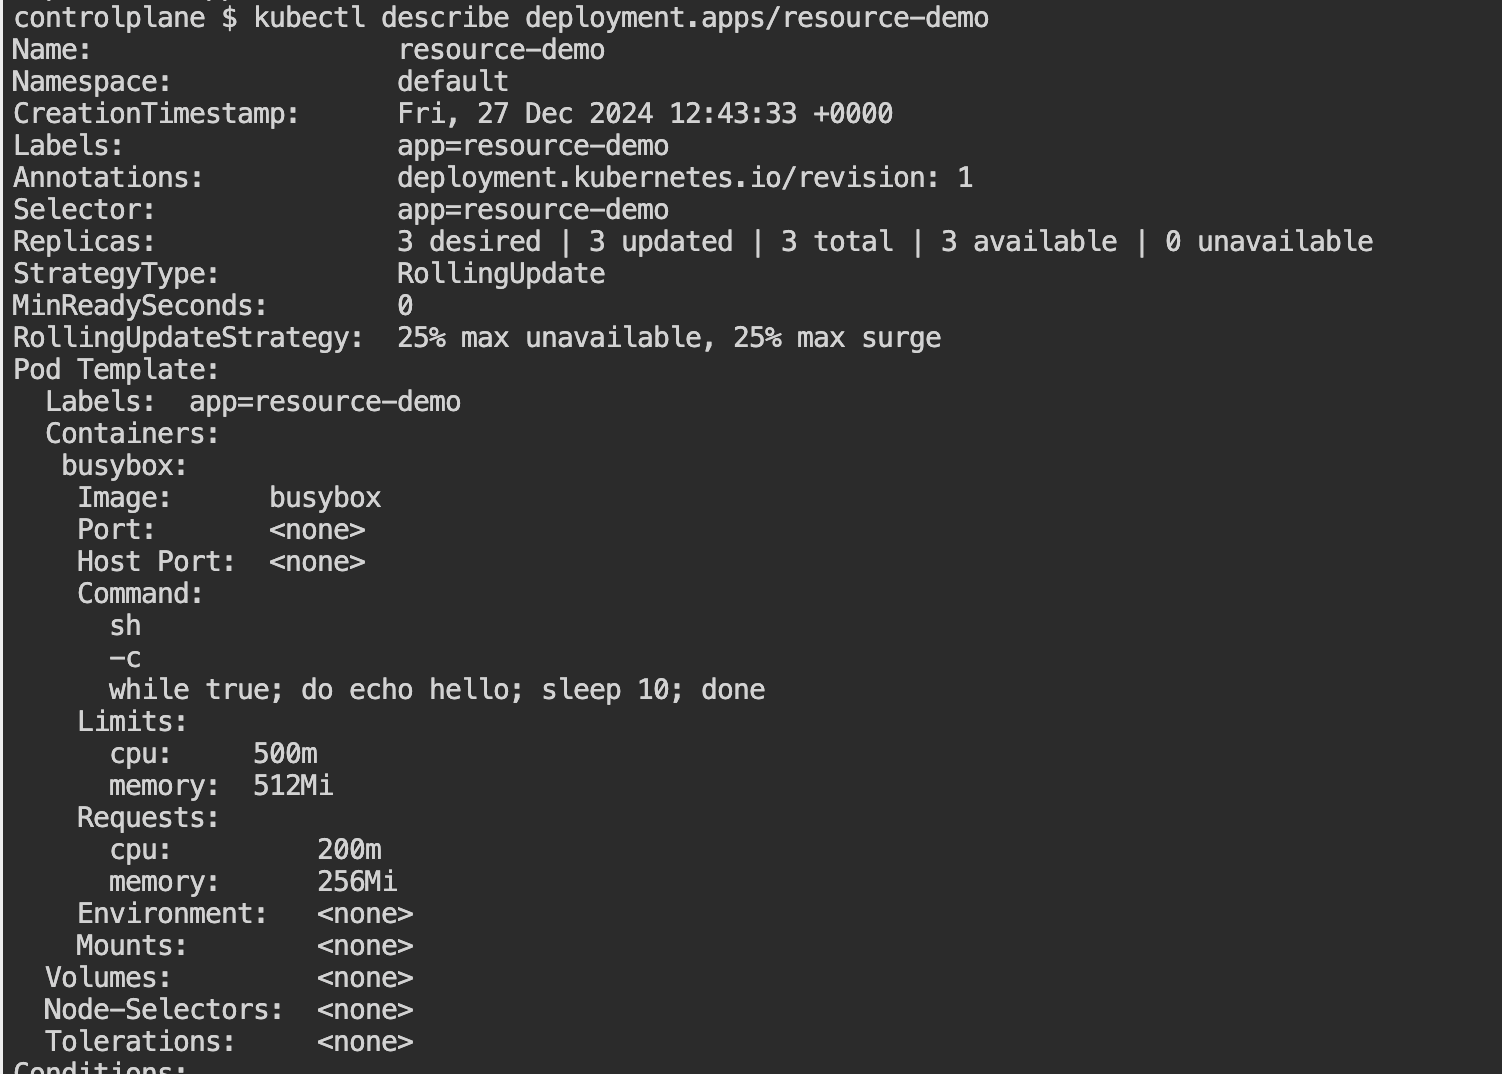 controlplane $ kubectl describe deployment.apps/resource-demo
Name:                   resource-demo
Namespace:              default
CreationTimestamp:      Fri, 27 Dec 2024 12:43:33 +0000
Labels:                 app=resource-demo
Annotations:            deployment.kubernetes.io/revision: 1
Selector:               app=resource-demo
Replicas:               3 desired | 3 updated | 3 total | 3 available | 0 unavailable
StrategyType:           RollingUpdate
MinReadySeconds:        0
RollingUpdateStrategy:  25% max unavailable, 25% max surge
Pod Template:
  Labels:  app=resource-demo
  Containers:
   busybox:
    Image:      busybox
    Port:       <none>
    Host Port:  <none>
    Command:
      sh
      -c
      while true; do echo hello; sleep 10; done
    Limits:
      cpu:     500m
      memory:  512Mi
    Requests:
      cpu:         200m
      memory:      256Mi
    Environment:   <none>
    Mounts:        <none>
  Volumes:         <none>
  Node-Selectors:  <none>
  Tolerations:     <none>
Conditions: